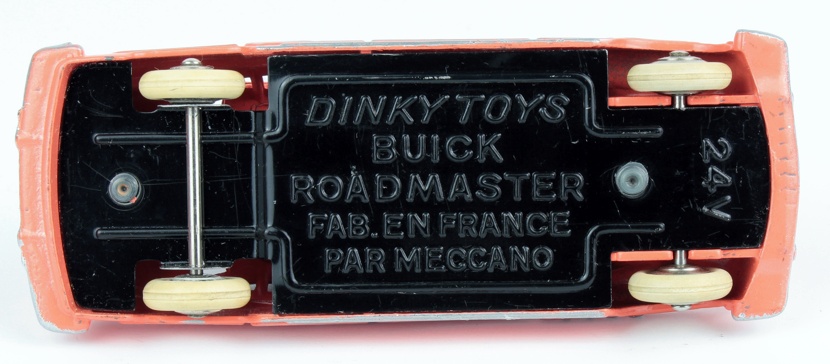 DINKY TOYS
BUICK
ROADMASTER
FAB. EN FRANCE
PAR MECCANO
24V